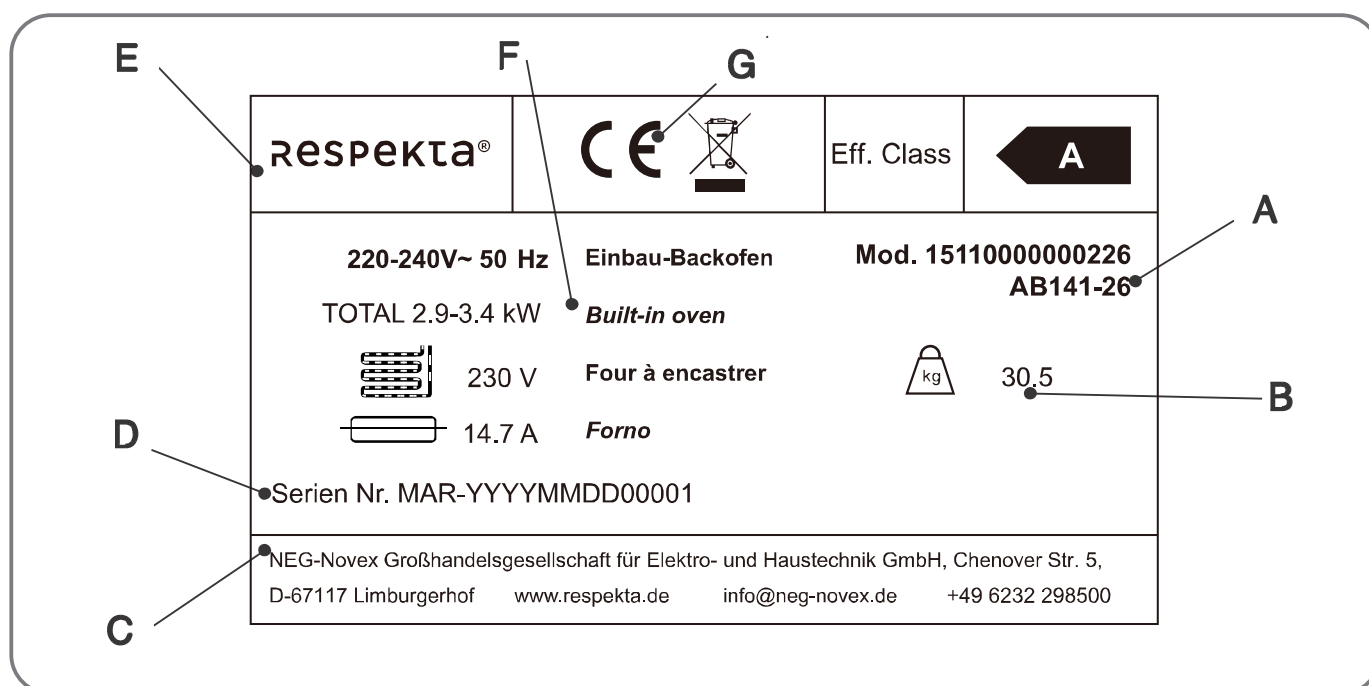 E
F
G
respekta®
CE
Eff. Class
A
A
220-240V~ 50 Hz
Einbau-Backofen
Mod. 15110000000226
AB141-26
TOTAL 2.9-3.4 kW
Built-in oven
230 V
Four à encastrer
kg
30.5
B
D
14.7 A
Forno
Serien Nr. MAR-YYYYMMDD00001
NEG-Novex Großhandelsgesellschaft für Elektro- und Haustechnik GmbH, Chenover Str. 5,
D-67117 Limburgerhof www.respekta.de info@neg-novex.de +49 6232 298500
C